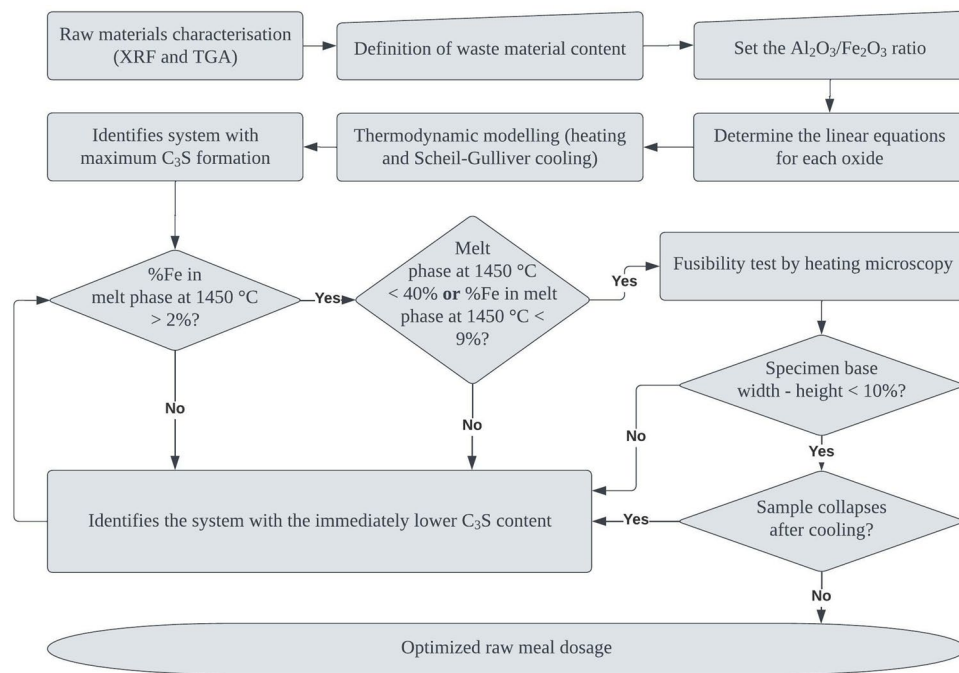 Raw materials characterisation
(XRF and TGA)
Definition of waste material content
Set the Al₂O₃/Fe₂O₃ ratio
Identifies system with
maximum C₃S formation
Thermodynamic modelling (heating
and Scheil-Gulliver cooling)
Determine the linear equations
for each oxide
%Fe in
melt phase at 1450 °C
> 2%?
Yes
Melt
phase at 1450 °C
< 40% or %Fe in melt
phase at 1450 °C <
9%?
Yes
Fusibility test by heating microscopy
Specimen base
width - height < 10%?
No
No
No
Yes
Identifies the system with the immediately lower C₃S content
Yes
Sample collapses
after cooling?
No
Optimized raw meal dosage